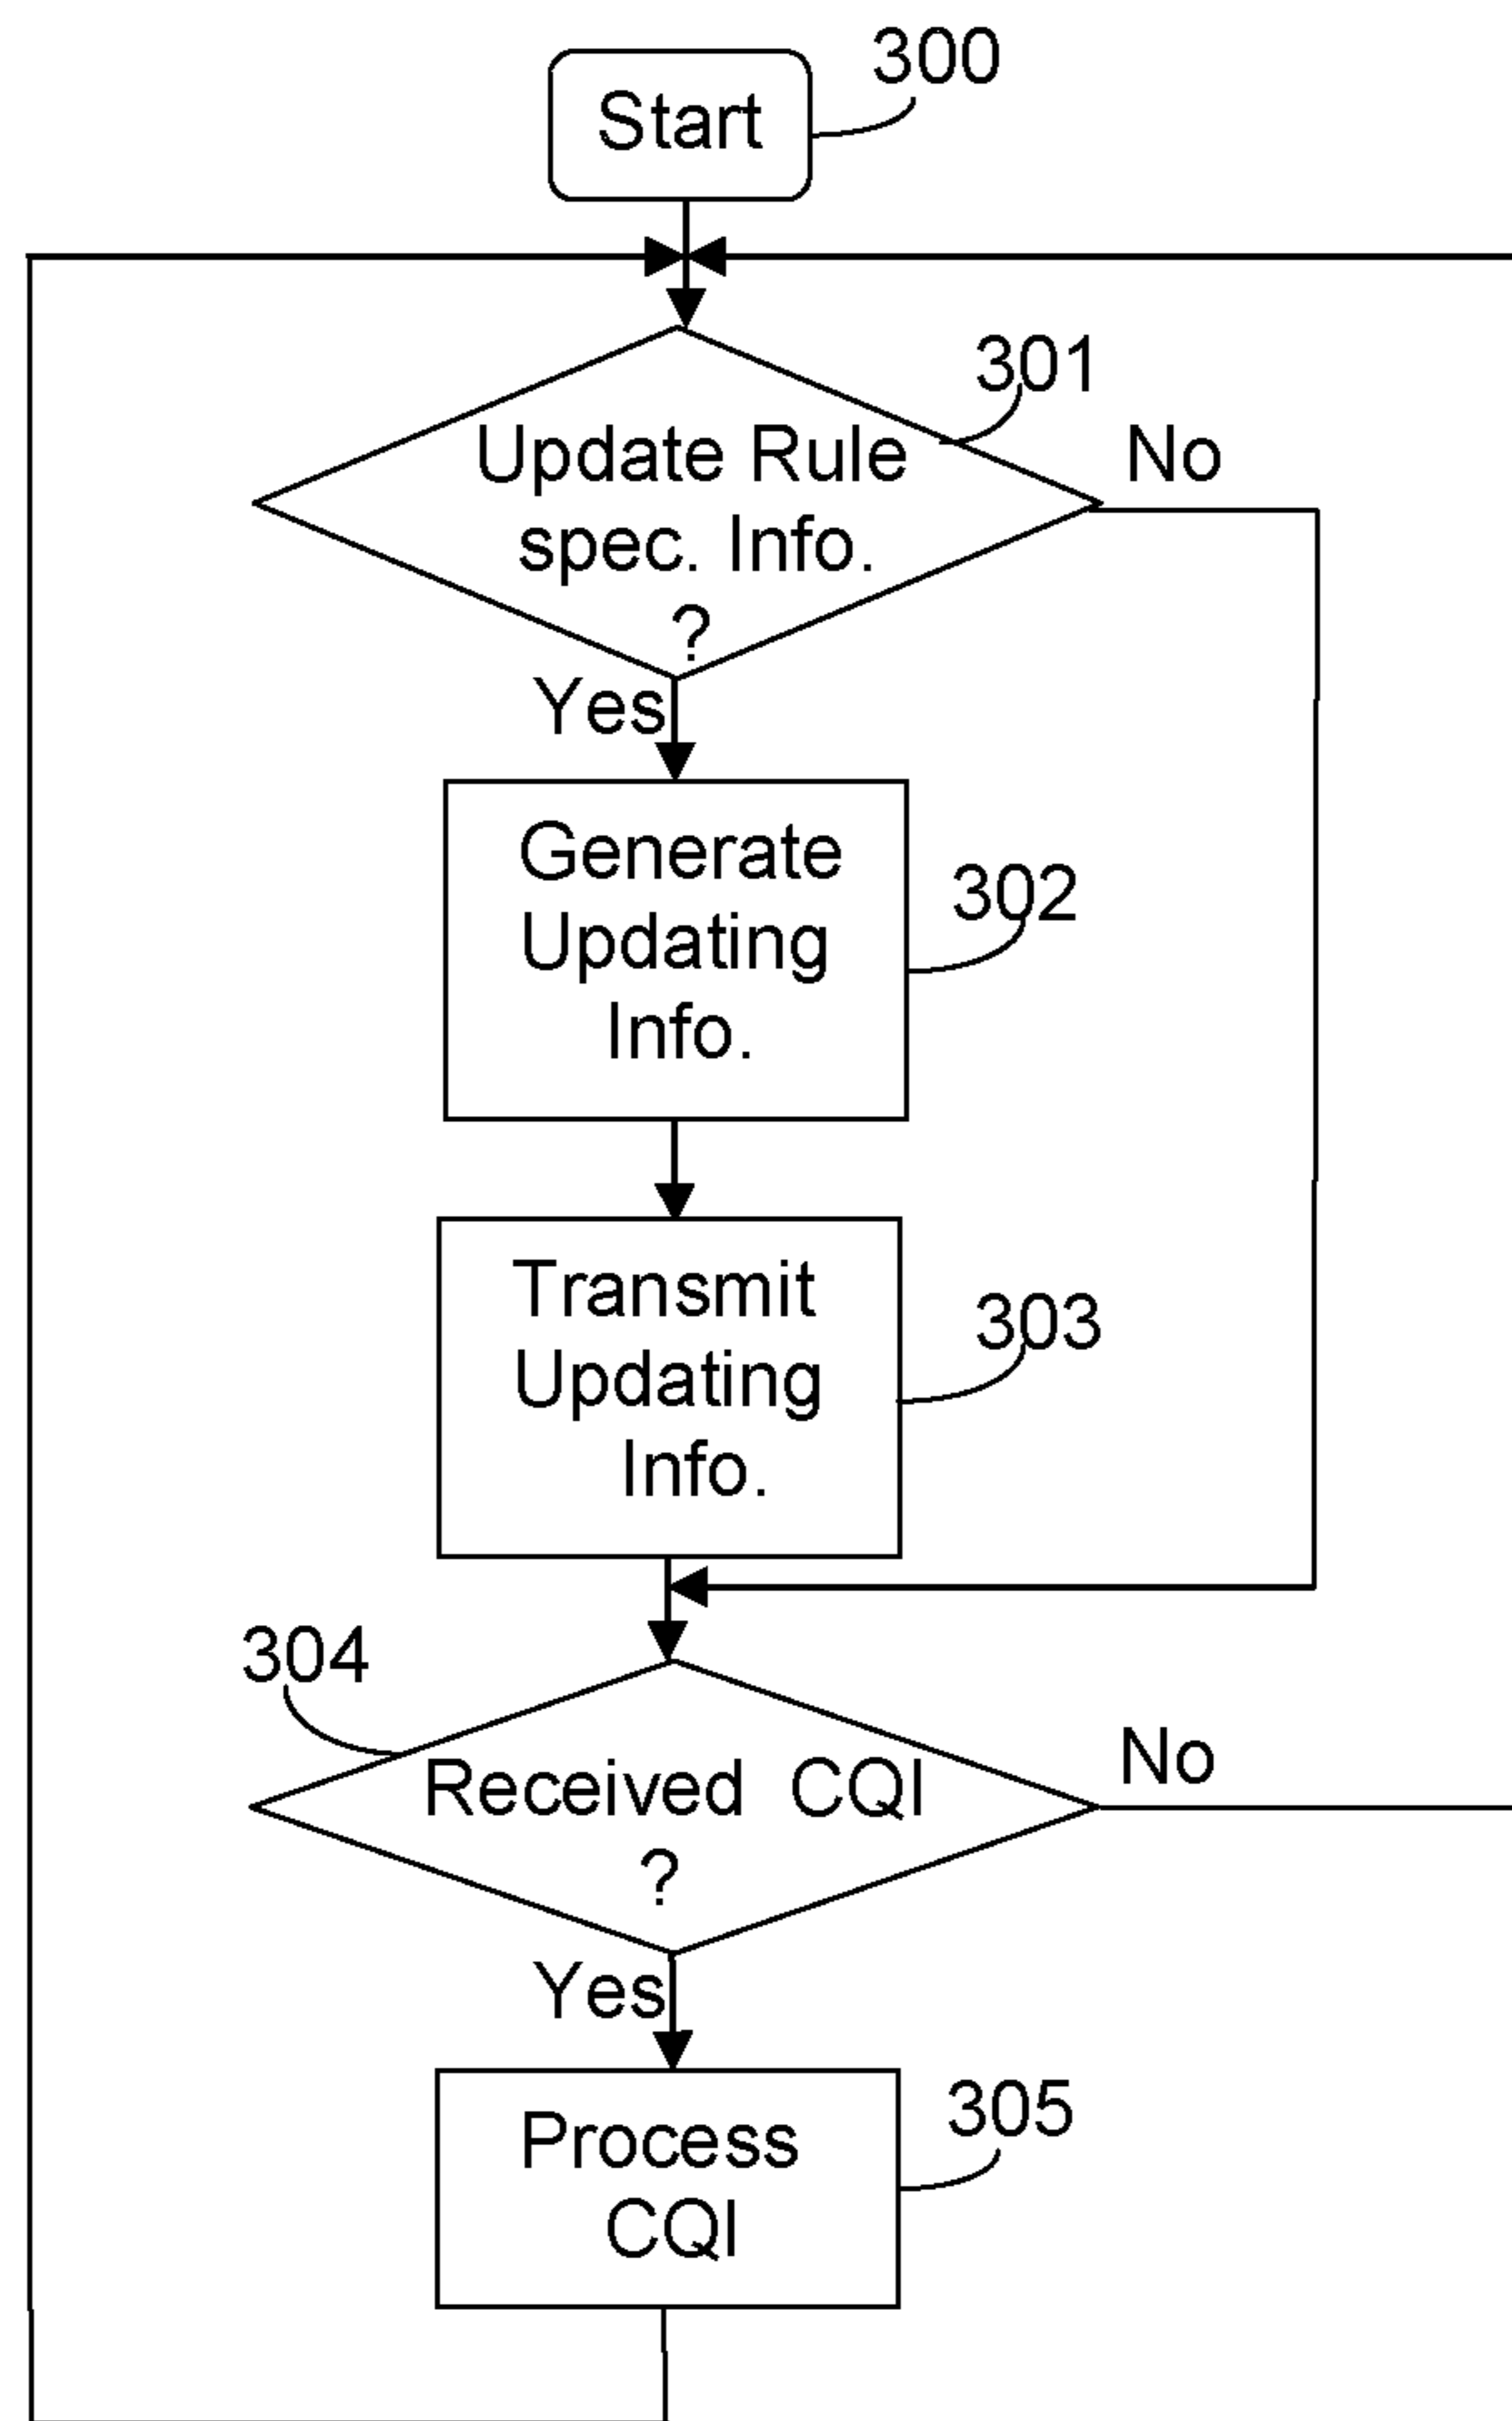 300
Start
301
Update Rule
spec. Info.
?
No
Yes
Generate
Updating
Info.
302
Transmit
Updating
Info.
303
304
Received CQI
?
No
Yes
Process
CQI
305